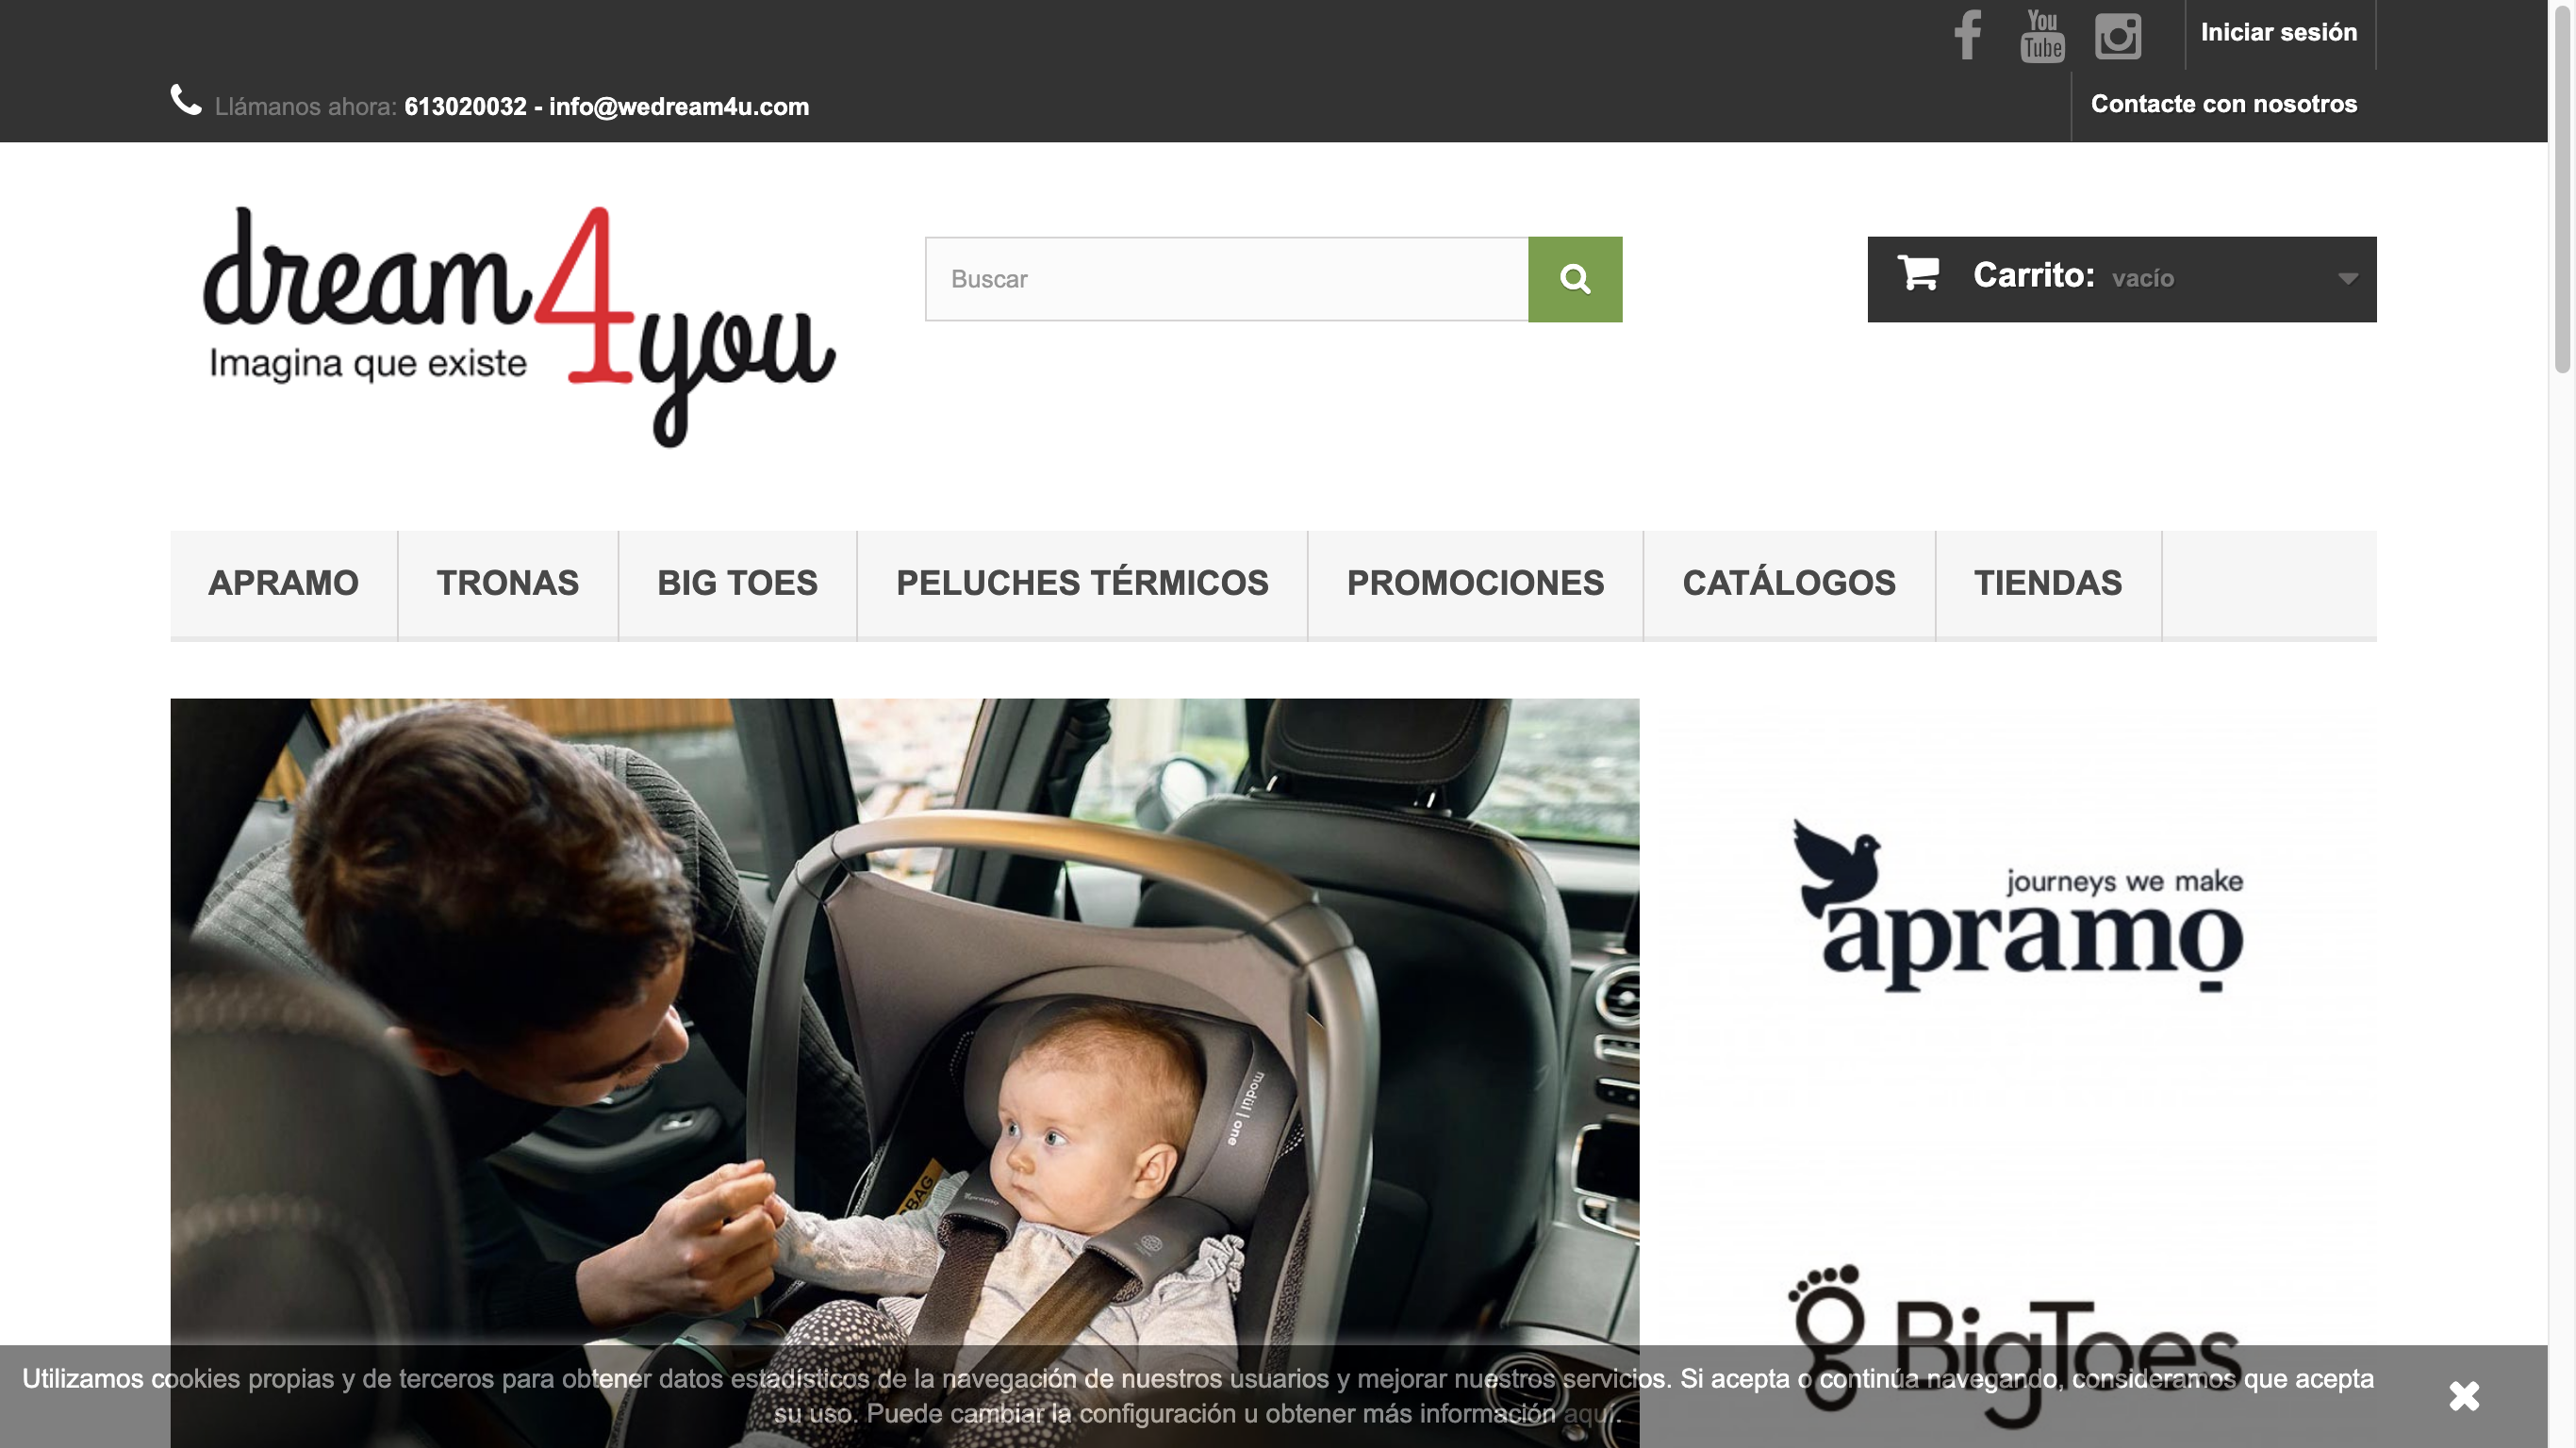 You
Tube
Iniciar sesión
Llámanos ahora: 613020032 - info@wedream4u.com
Contacte con nosotros
dream4you
Imagina que existe
Buscar
Carrito: vacío
APRAMO
TRONAS
BIG TOES
PELUCHES TÉRMICOS
PROMOCIONES
CATÁLOGOS
TIENDAS
journeys we make
apramo
modül | one
BAG
apramo
BigToes
Utilizamos cookies propias y de terceros para obtener datos estadísticos de la navegación de nuestros usuarios y mejorar nuestros servicios. Si acepta o continúa navegando, consideramos que acepta
su uso. Puede cambiar la configuración u obtener más información aquí.